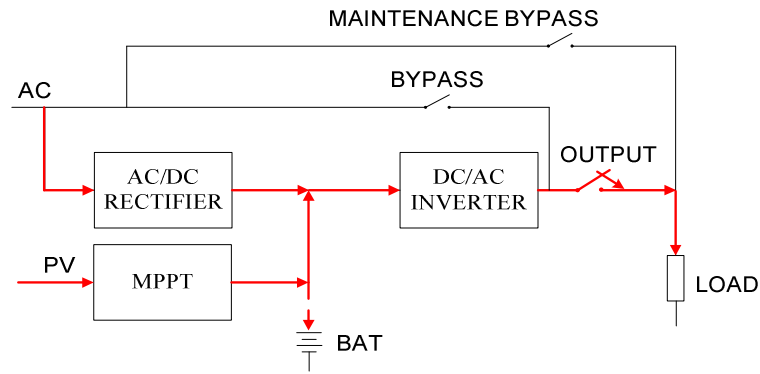 MAINTENANCE BYPASS
AC
BYPASS
OUTPUT
AC/DC
RECTIFIER
DC/AC
INVERTER
PV
MPPT
LOAD
BAT